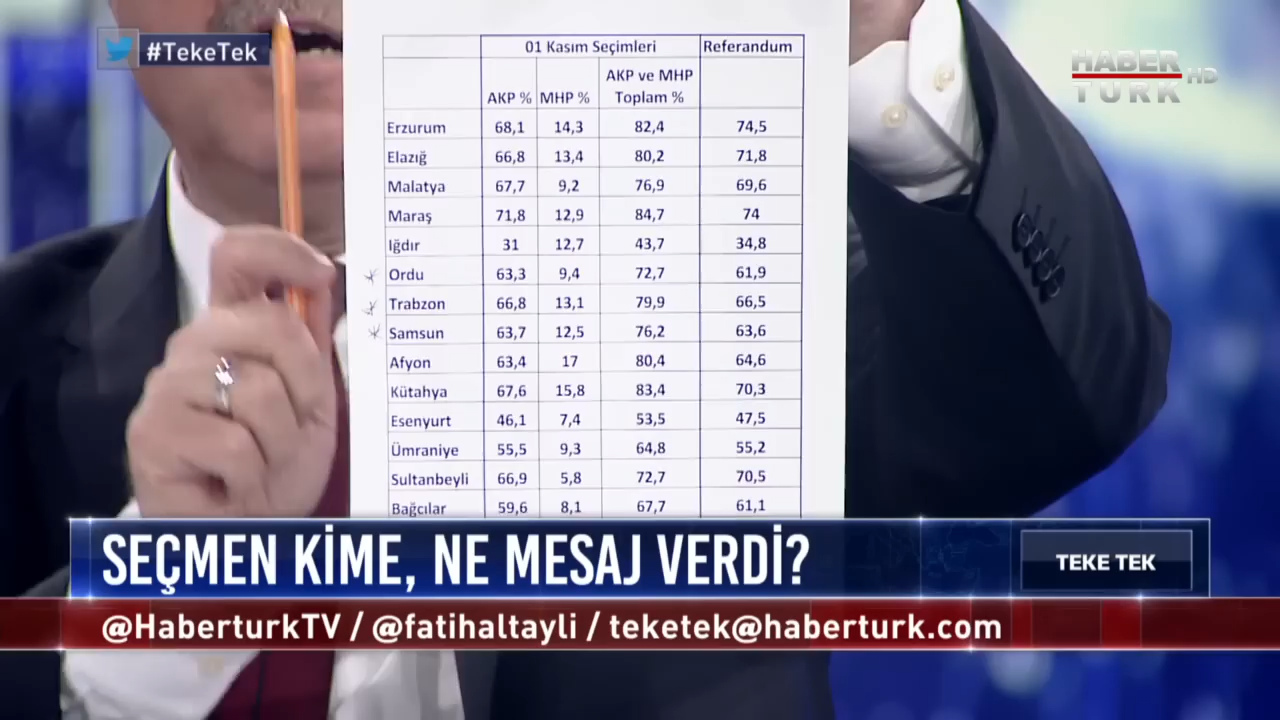 #TekeTek
HABER
TURK HD
01 Kasım Seçimleri Referandum
AKP % MHP % AKP ve MHP Toplam %
Erzurum 68,1 14,3 82,4 74,5
Elazığ 66,8 13,4 80,2 71,8
Malatya 67,7 9,2 76,9 69,6
Maraş 71,8 12,9 84,7 74
Iğdır 31 12,7 43,7 34,8
Ordu 63,3 9,4 72,7 61,9
Trabzon 66,8 13,1 79,9 66,5
Samsun 63,7 12,5 76,2 63,6
Afyon 63,4 17 80,4 64,6
Kütahya 67,6 15,8 83,4 70,3
Esenyurt 46,1 7,4 53,5 47,5
Ümraniye 55,5 9,3 64,8 55,2
Sultanbeyli 66,9 5,8 72,7 70,5
Bağcılar 59,6 8,1 67,7 61,1
SEÇMEN KİME, NE MESAJ VERDİ?
TEKE TEK
@HaberturkTV / @fatihaltayli / teketek@haberturk.com